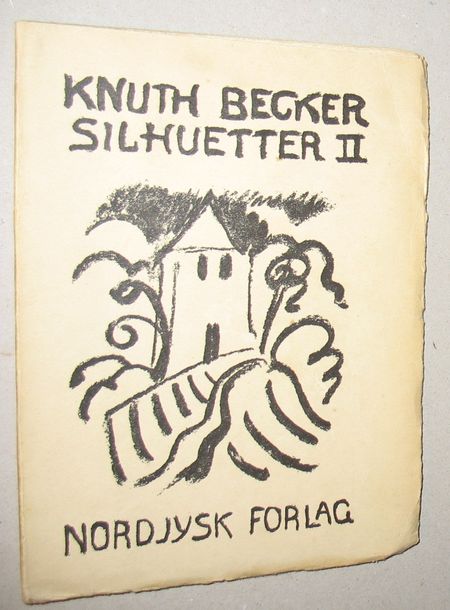 KNUTH BECKER
SILHUETTER II
NORDJYSK FORLAG